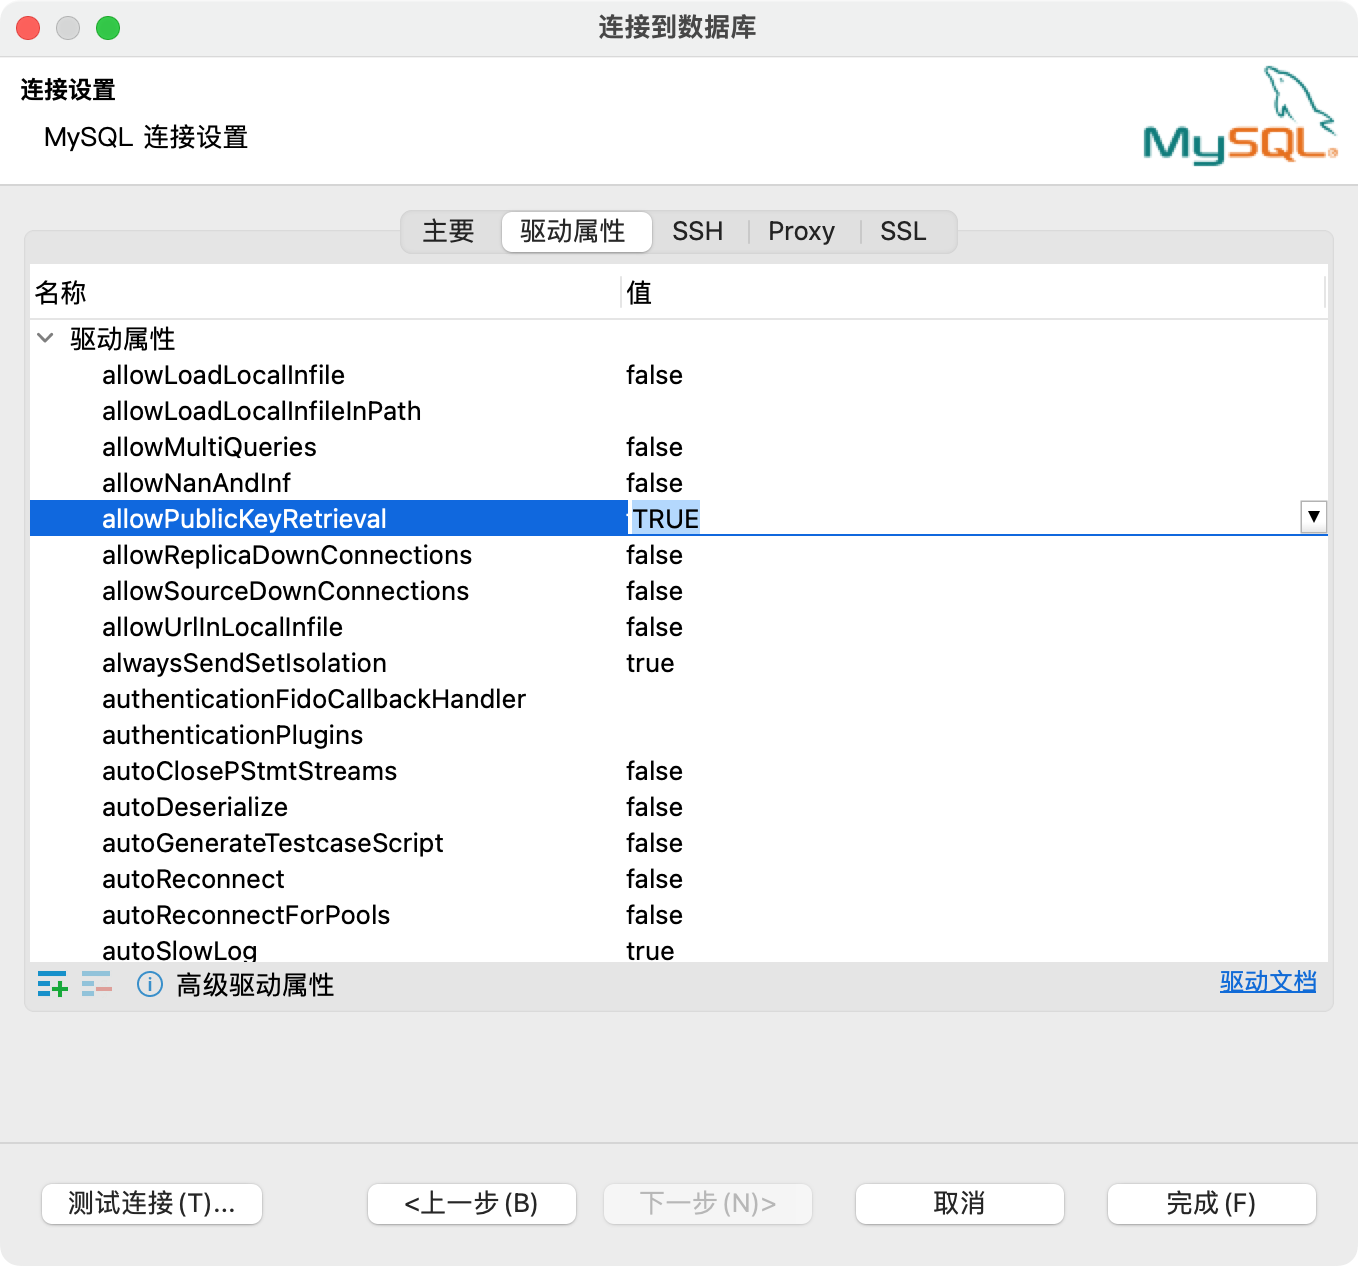 连接到数据库
连接设置
MySQL 连接设置
MySQL®
主要 驱动属性 SSH Proxy SSL
名称 值
驱动属性
allowLoadLocalInfile false
allowLoadLocalInfileInPath
allowMultiQueries false
allowNanAndInf false
allowPublicKeyRetrieval TRUE
allowReplicaDownConnections false
allowSourceDownConnections false
allowUrlInLocalInfile false
alwaysSendSetIsolation true
authenticationFidoCallbackHandler
authenticationPlugins
autoClosePStmtStreams false
autoDeserialize false
autoGenerateTestcaseScript false
autoReconnect false
autoReconnectForPools false
autoSlowLog true
高级驱动属性 驱动文档
测试连接(T)... <上一步(B) 下一步(N)> 取消 完成(F)